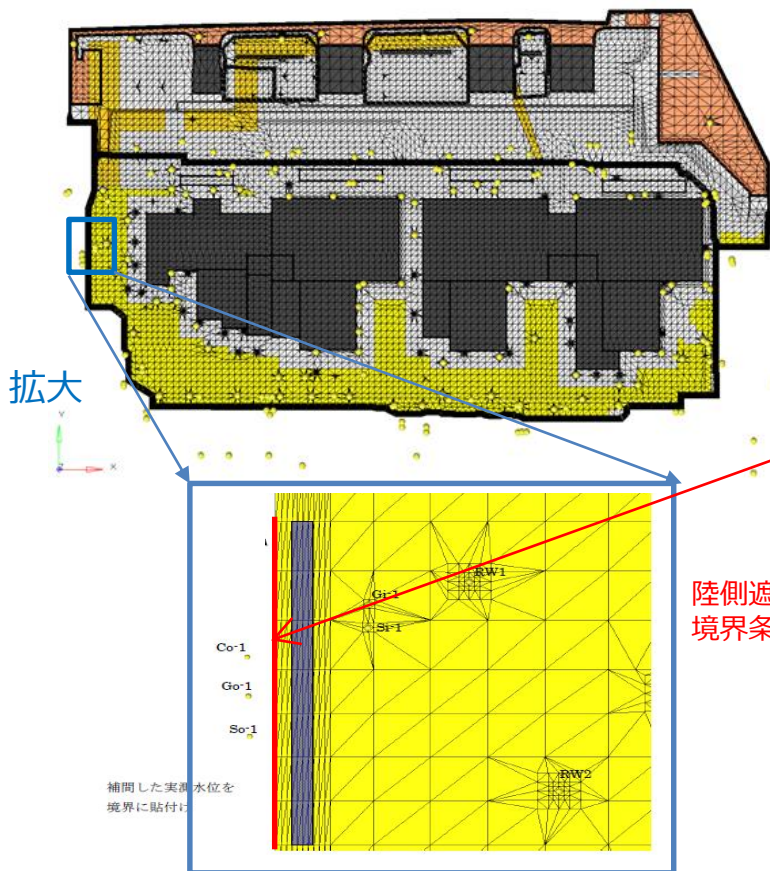 拡大
Y
X
RW1
Gi-1
Si-1
Co-1
Go-1
So-1
RW2
陸側遮
境界条
補間した実測水位を
境界に貼付け